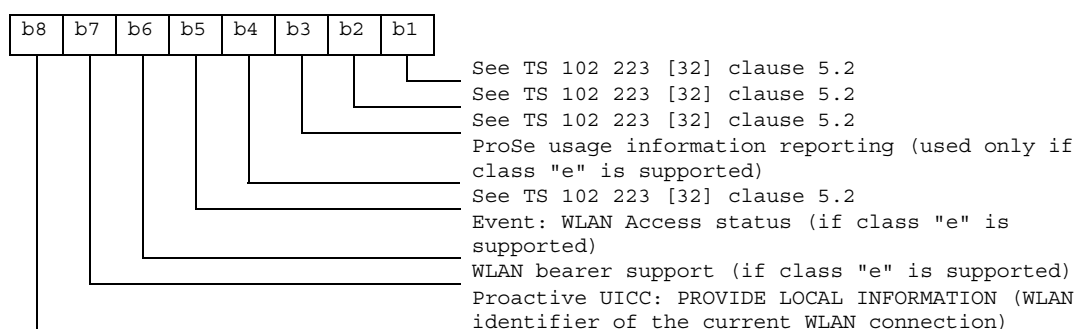 b8 b7 b6 b5 b4 b3 b2 b1
See TS 102 223 [32] clause 5.2
See TS 102 223 [32] clause 5.2
See TS 102 223 [32] clause 5.2
ProSe usage information reporting (used only if
class "e" is supported)
See TS 102 223 [32] clause 5.2
Event: WLAN Access status (if class "e" is
supported)
WLAN bearer support (if class "e" is supported)
Proactive UICC: PROVIDE LOCAL INFORMATION (WLAN
identifier of the current WLAN connection)